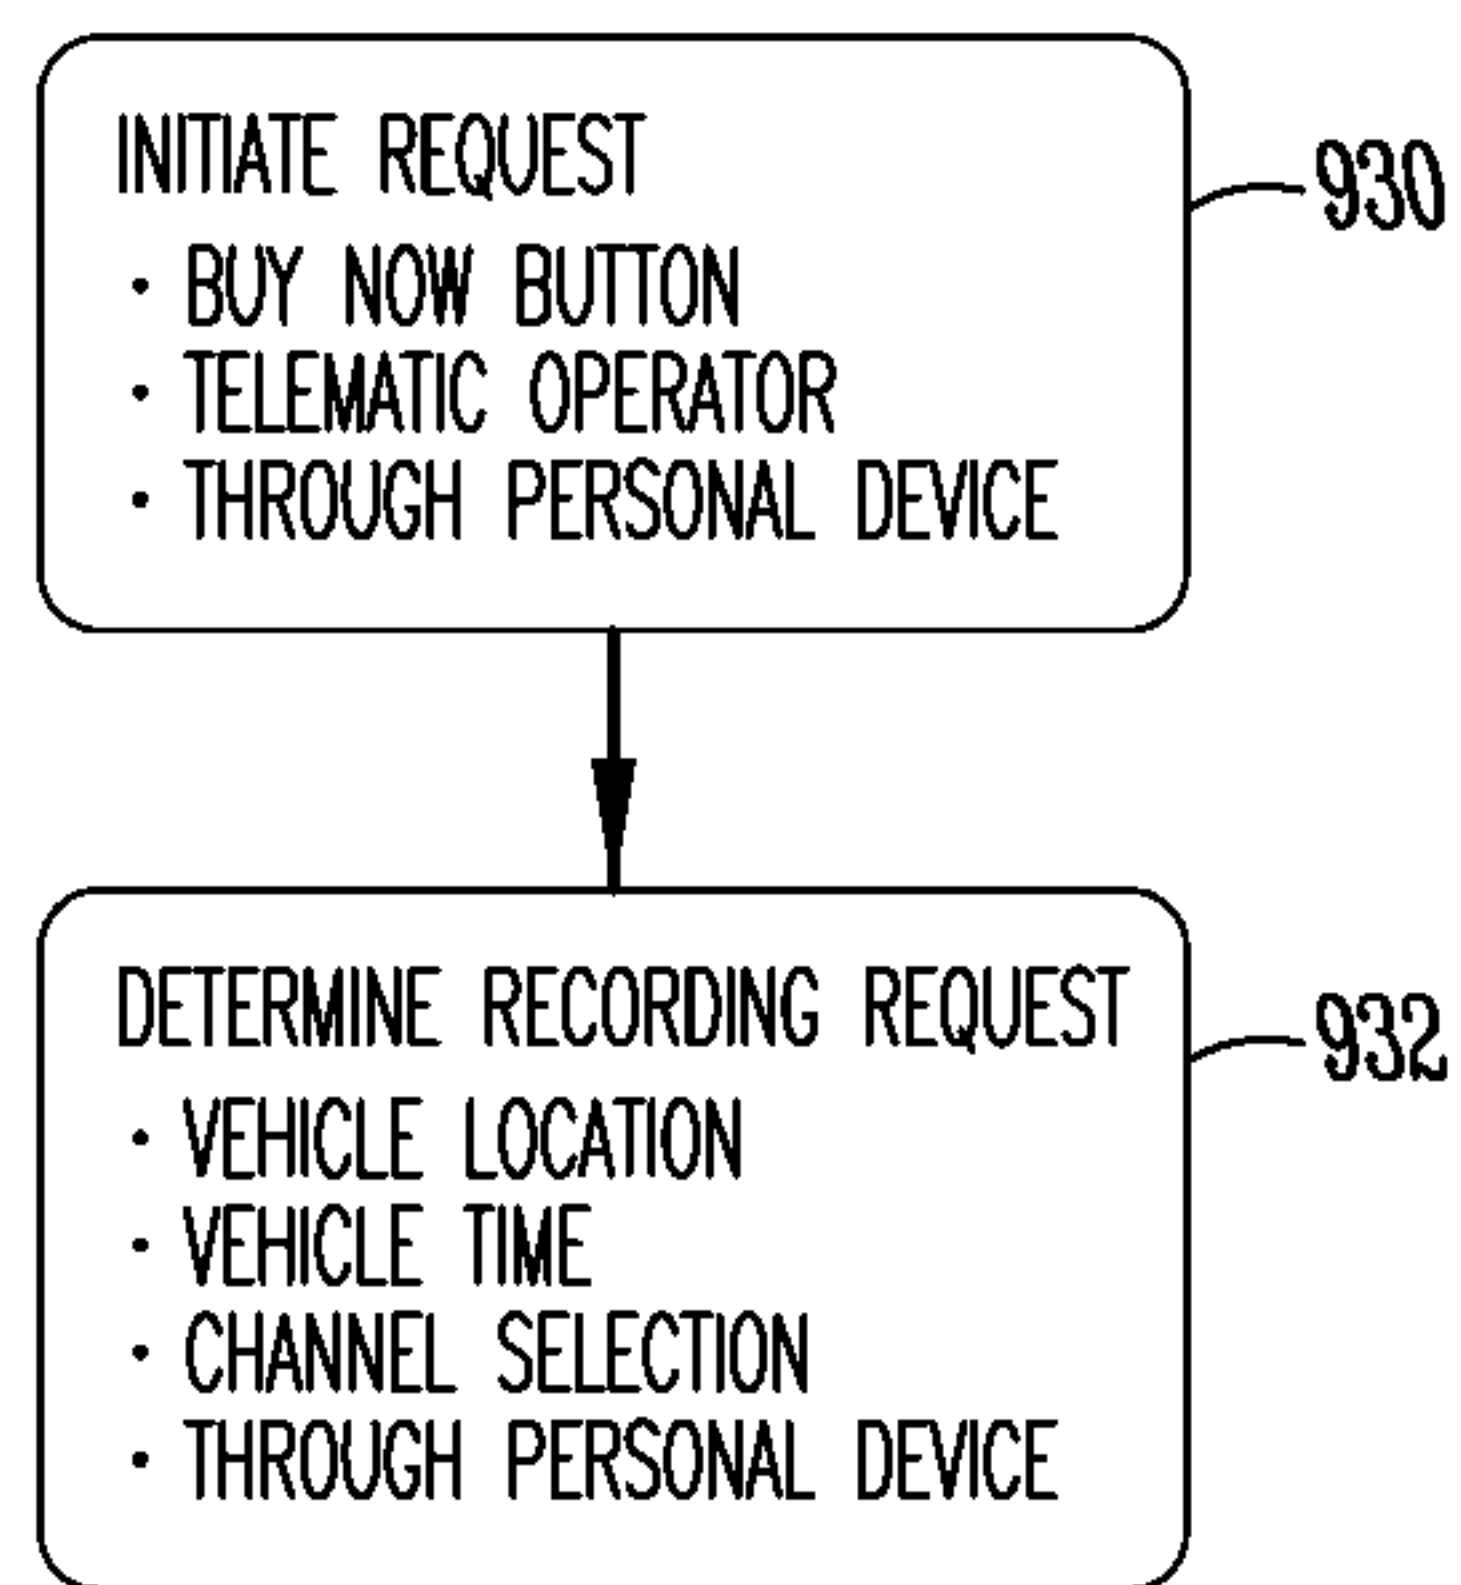 INITIATE REQUEST
· BUY NOW BUTTON
· TELEMATIC OPERATOR
· THROUGH PERSONAL DEVICE
930
DETERMINE RECORDING REQUEST
· VEHICLE LOCATION
· VEHICLE TIME
· CHANNEL SELECTION
· THROUGH PERSONAL DEVICE
932